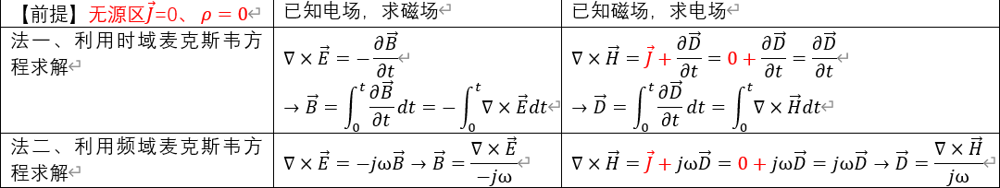 【前提】无源区J⃗=0、ρ=0
已知电场，求磁场↵
已知磁场，求电场↵
法一、利用时域麦克斯韦方
程求解↵
∇ × E⃗ = −∂B⃗/∂t↵
→ B⃗ = ∫₀ᵗ ∂B⃗/∂t dt = −∫₀ᵗ ∇ × E⃗dt↵
∇ × H⃗ = J⃗ + ∂D⃗/∂t = 0 + ∂D⃗/∂t = ∂D⃗/∂t↵
→ D⃗ = ∫₀ᵗ ∂D⃗/∂t dt = ∫₀ᵗ ∇ × H⃗dt↵
法二、利用频域麦克斯韦方
程求解↵
∇ × E⃗ = −jωB⃗ → B⃗ = ∇ × E⃗/−jω↵
∇ × H⃗ = J⃗ + jωD⃗ = 0 + jωD⃗ = jωD⃗ → D⃗ = ∇ × H⃗/jω↵